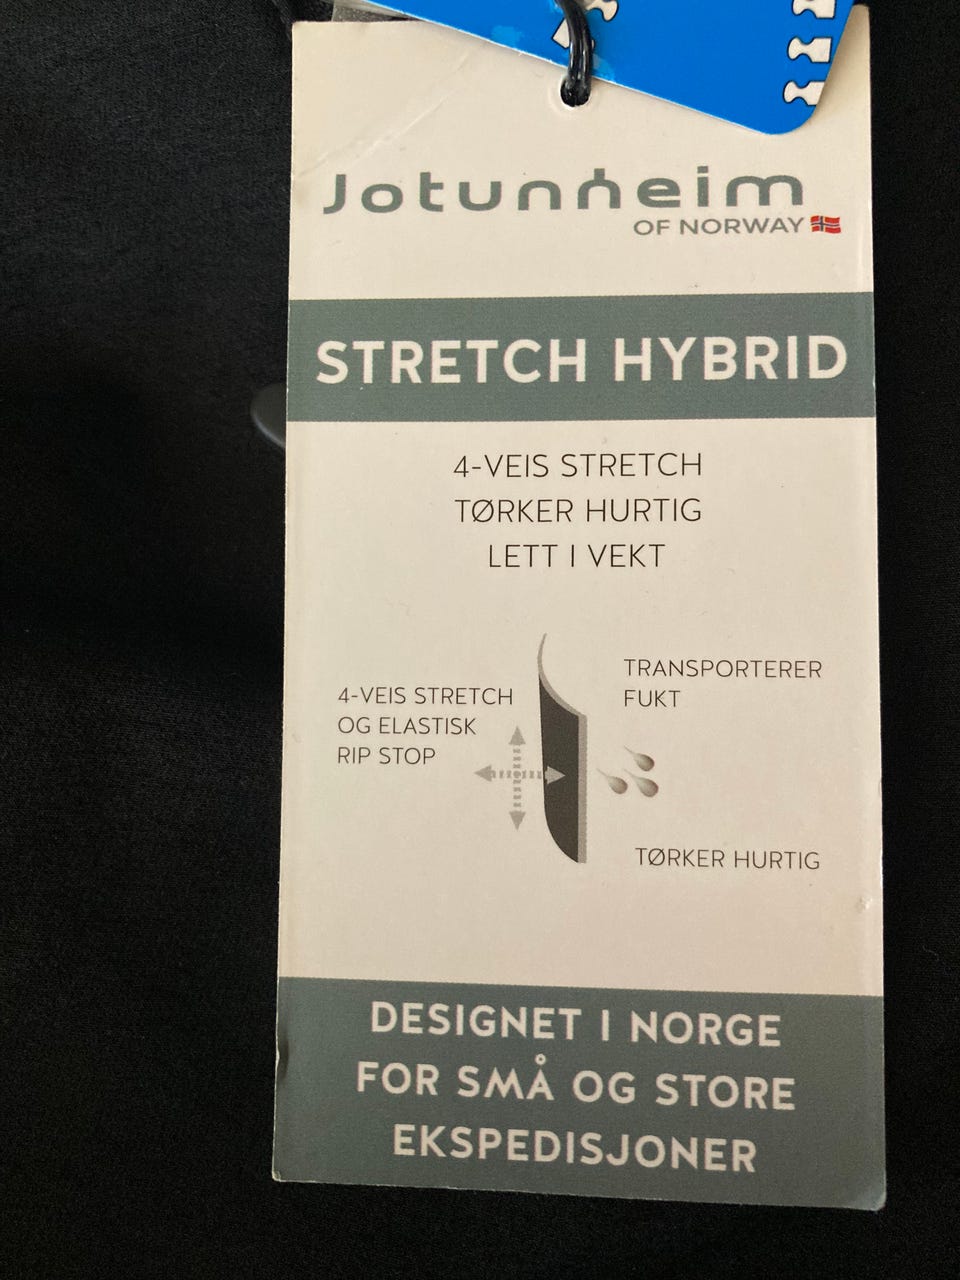 Jotunheim
OF NORWAY
STRETCH HYBRID
4-VEIS STRETCH
TØRKER HURTIG
LETT I VEKT
4-VEIS STRETCH
OG ELASTISK
RIP STOP
TRANSPORTERER
FUKT
TØRKER HURTIG
DESIGNET I NORGE
FOR SMÅ OG STORE
EKSPEDISJONER